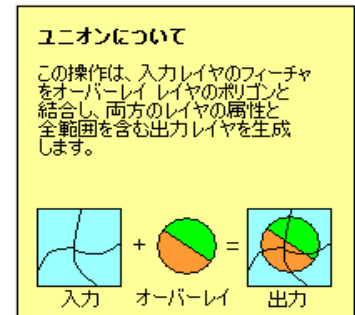 ユニオンについて
この操作は、入力レイヤのフィーチャ
をオーバーレイ レイヤのポリゴンと
結合し、両方のレイヤの属性と
全範囲を含む出力レイヤを生成
します。
+ =
入力 オーバーレイ 出力